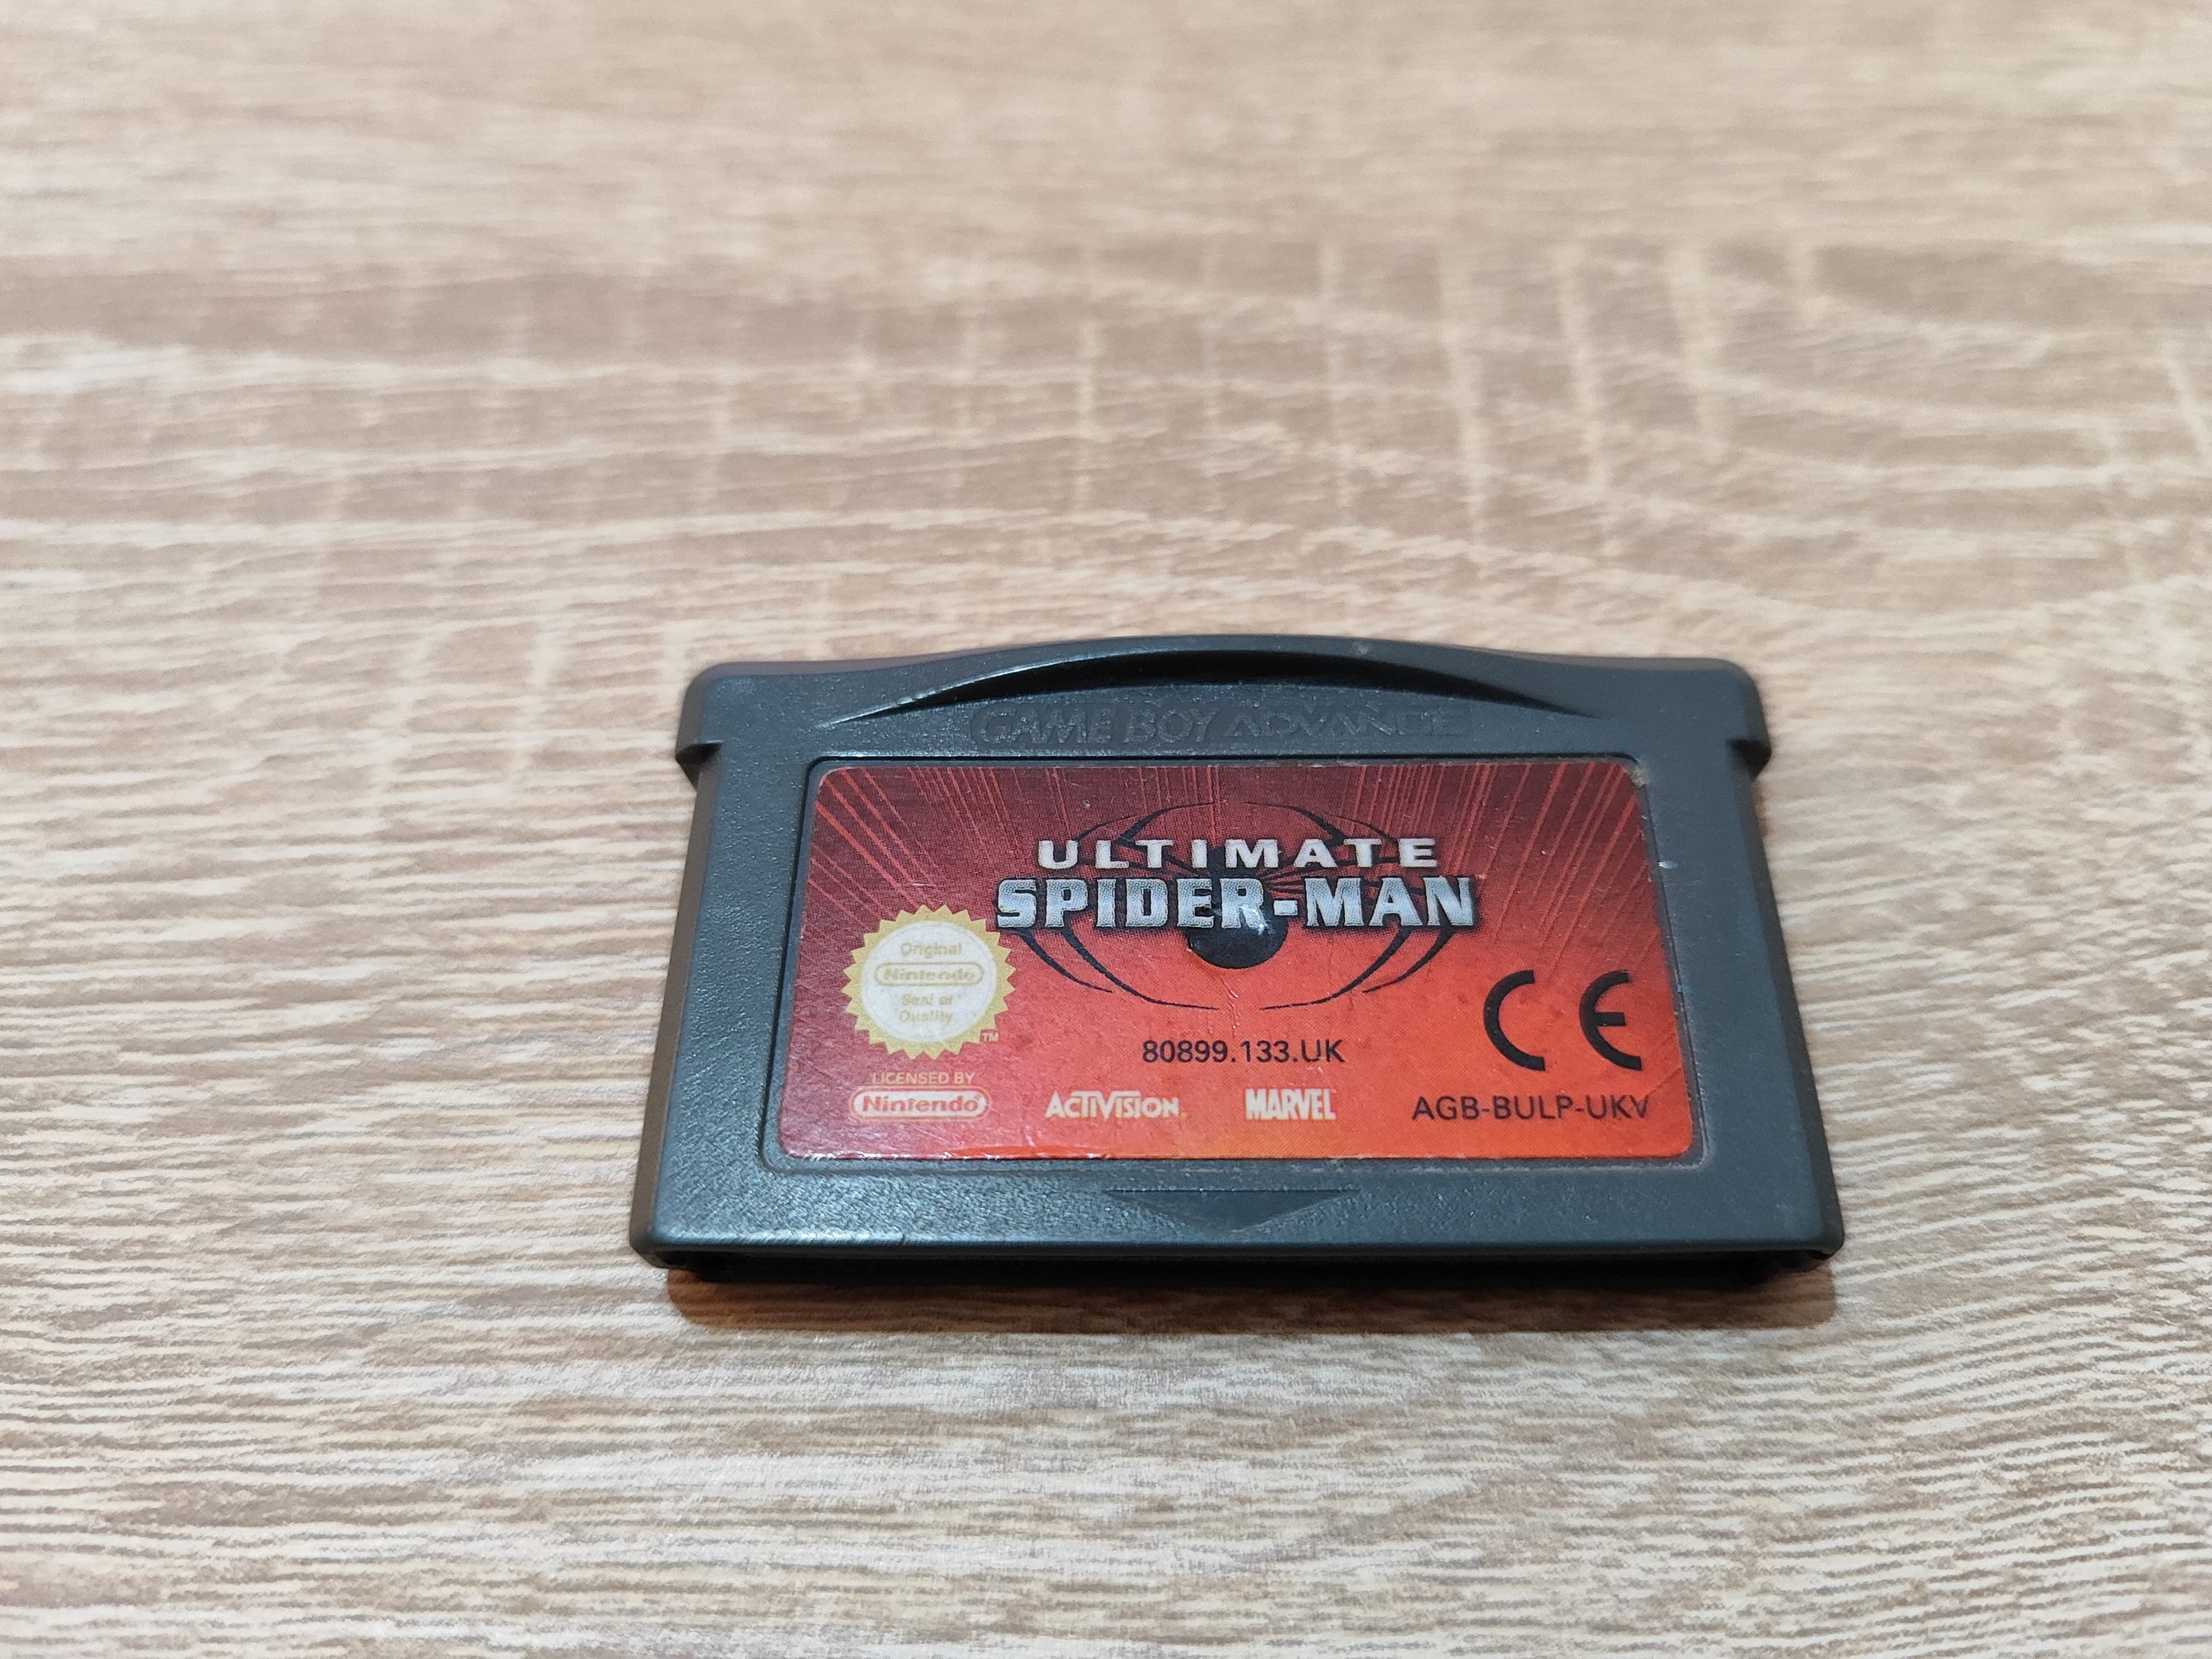 GAME BOY ADVANCE
ULTIMATE
SPIDER-MAN
Original
Nintendo
Seal of
Quality
TM
80899.133.UK
CE
LICENSED BY
Nintendo
ACTIVISION
MARVEL
AGB-BULP-UKV